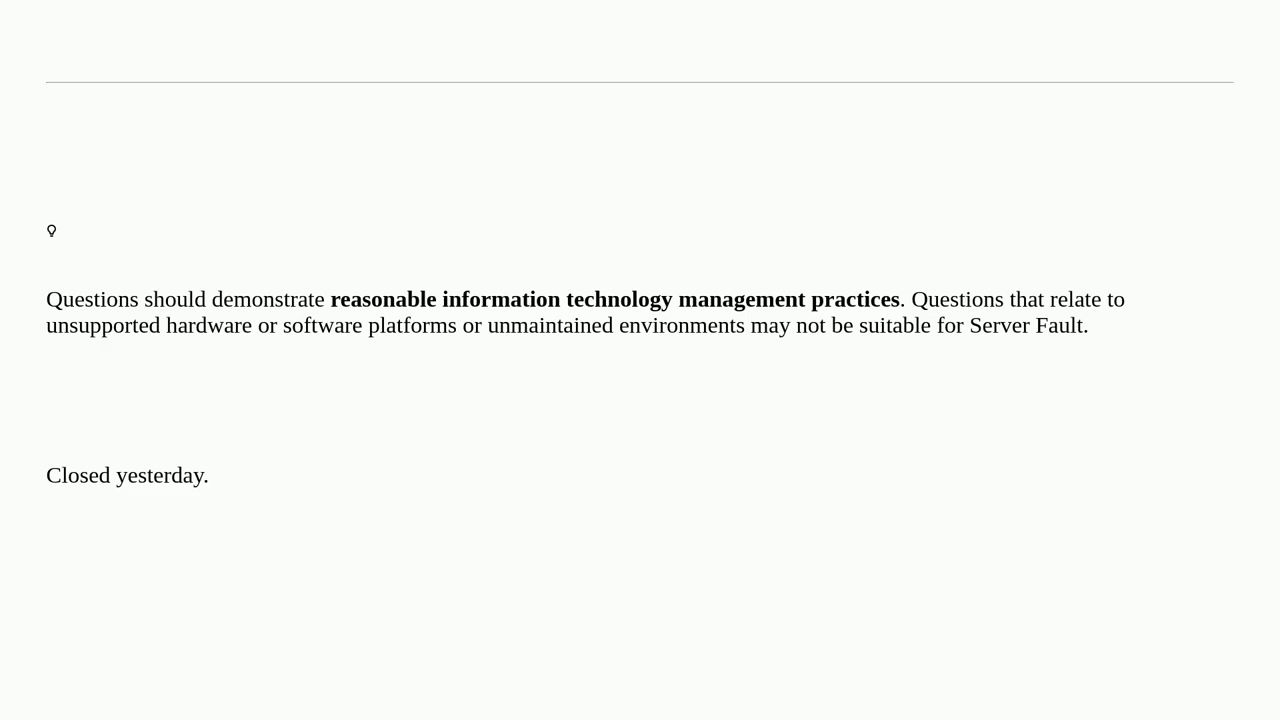 Questions should demonstrate reasonable information technology management practices. Questions that relate to
unsupported hardware or software platforms or unmaintained environments may not be suitable for Server Fault.
Closed yesterday.